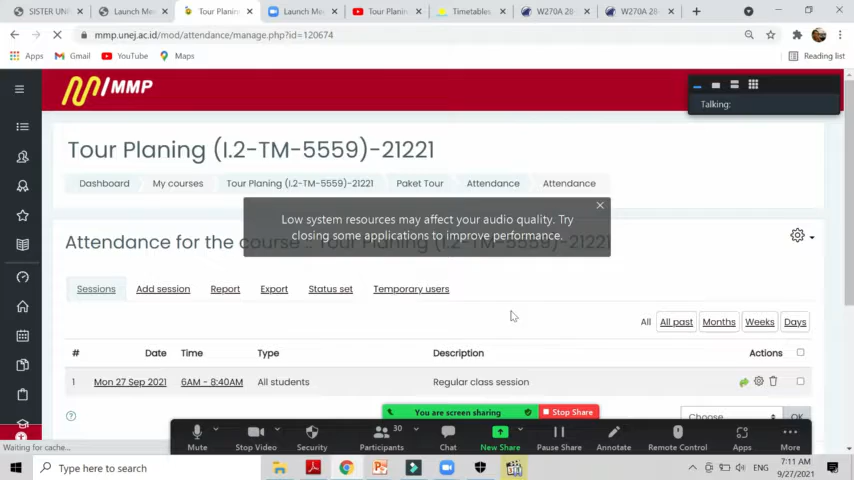 SISTER UNE
Launch Mee
Tour Planing
Launch Mee
Tour Planin
Timetables,
W270A 28
W270A 28
mmp.unej.ac.id/mod/attendance/manage.php?id=120674
Apps
Gmail
YouTube
Maps
Reading list
MMP
Talking:
Tour Planing (I.2-TM-5559)-21221
Dashboard
My courses
Tour Planing (I.2-TM-5559)-21221
Paket Tour
Attendance
Attendance
Low system resources may affect your audio quality. Try
closing some applications to improve performance.
Attendance for the course :: Tour Planing (I.2-TM-5559)-21221
Sessions
Add session
Report
Export
Status set
Temporary users
All
All past
Months
Weeks
Days
# Date Time Type Description Actions
1 Mon 27 Sep 2021 6AM - 8:40AM All students Regular class session
You are screen sharing
Stop Share
Choose...
OK
Waiting for cache...
Mute
Stop Video
Security
Participants
30
Chat
New Share
Pause Share
Annotate
Remote Control
Apps
More
Type here to search
ENG
7:11 AM
9/27/2021